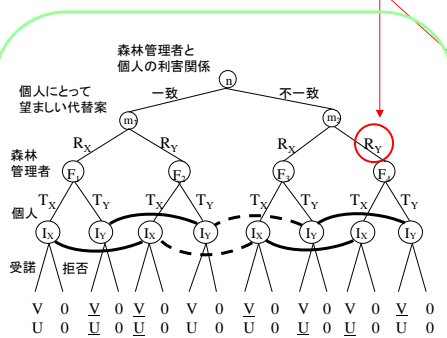 森林管理者と
個人の利害関係
n
個人にとって
望ましい代替案
一致 不一致
m1 m2
RX RY RX RY
森林
管理者
F1 F2 F3 F4
TX TY TX TY TX TY TX TY
個人
IX IY IX IY IX IY IX IY
受諾 拒否
V 0 V 0 V 0 V 0 V 0 V 0 V 0 V 0
U 0 U 0 U 0 U 0 U 0 U 0 U 0 U 0